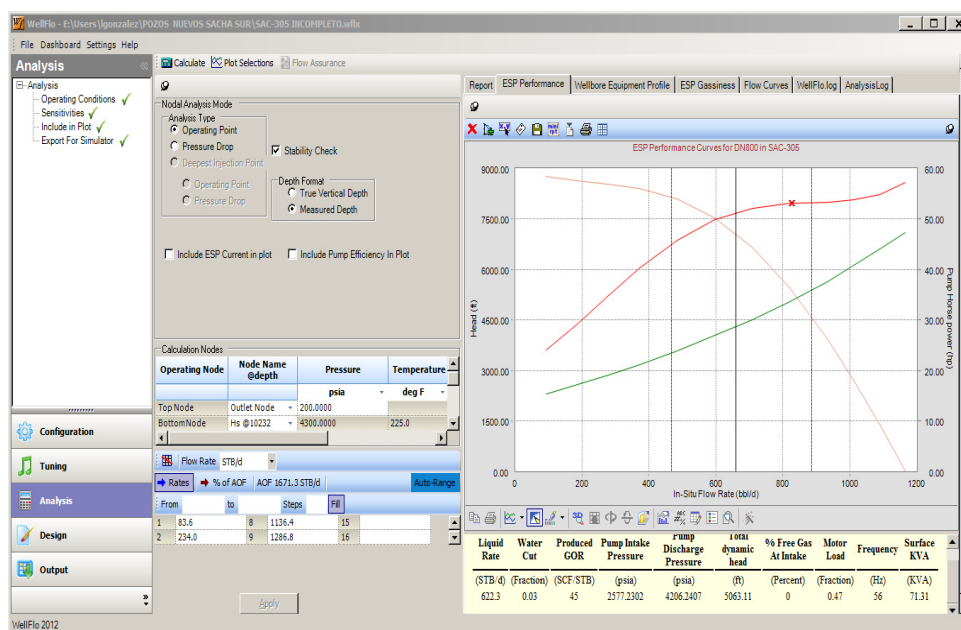 WellFlo - E:\Users\lgonzalez\POZOS NUEVOS SACHA SUR\SAC-305 INCOMPLETO.wflx
File Dashboard Settings Help
Analysis
Analysis
Operating Conditions
Sensitivities
Include in Plot
Export For Simulator
Configuration
Tuning
Analysis
Design
Output
Calculate Plot Selections Flow Assurance
Nodal Analysis Mode
Analysis Type
Operating Point
Pressure Drop
Deepest Injection Point
Operating Point
Pressure Drop
Stability Check
Depth Format
True Vertical Depth
Measured Depth
Include ESP Current in plot Include Pump Efficiency In Plot
Calculation Nodes
Operating Node Node Name @depth Pressure Temperature
psia deg F
Top Node Outlet Node 200.0000
Bottom Node Hs @10232 4300.0000 225.0
Flow Rate STB/d
Rates % of AOF AOF 1671.3 STB/d Auto-Range
From to Steps Fill
1 83.6 8 1136.4 15
2 234.0 9 1286.8 16
Apply
Report ESP Performance Wellbore Equipment Profile ESP Gassiness Flow Curves WellFlo.log AnalysisLog
ESP Performance Curves for DN800 in SAC-305
9000.00 60.00
7500.00 50.00
6000.00 40.00
4500.00 30.00
3000.00 20.00
1500.00 10.00
0.00 0.00
Head (ft)
Pump Horse power (hp)
0 200 400 600 800 1000 1200
In-Situ Flow Rate (bbl/d)
Liquid Rate Water Cut Produced GOR Pump Intake Pressure Pump Discharge Pressure Total dynamic head % Free Gas At Intake Motor Load Frequency Surface KVA
(STB/d) (Fraction) (SCF/STB) (psia) (psia) (ft) (Percent) (Fraction) (Hz) (KVA)
622.3 0.03 45 2577.2302 4206.2407 5063.11 0 0.47 56 71.31
WellFlo 2012